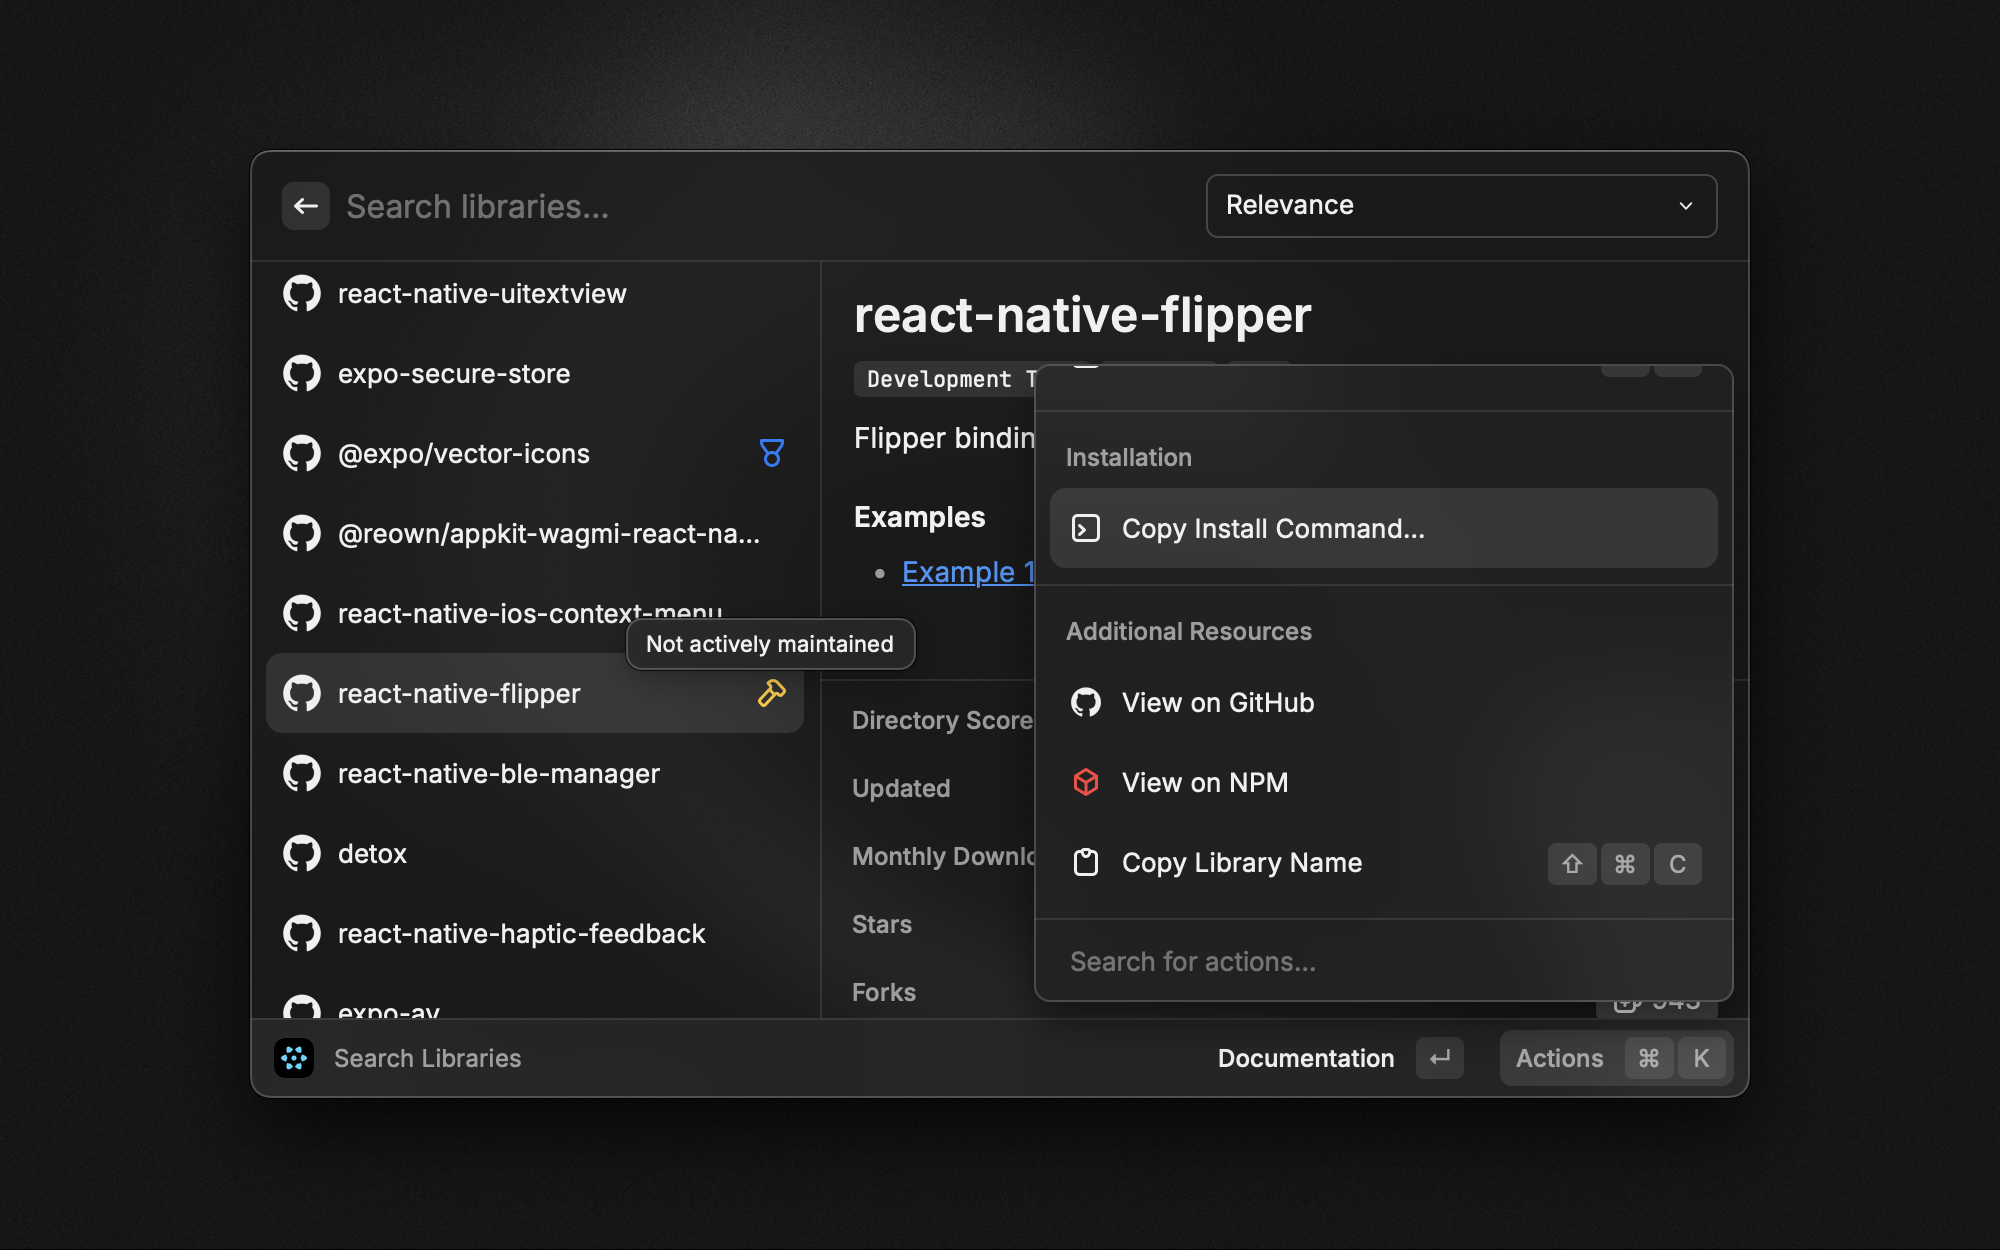 Search libraries...
Relevance
react-native-uitextview
expo-secure-store
@expo/vector-icons
@reown/appkit-wagmi-react-na...
react-native-ios-context-menu
Not actively maintained
react-native-flipper
react-native-ble-manager
detox
react-native-haptic-feedback
expo-av
react-native-flipper
Development T
Flipper bindin
Examples
Example 1
Directory Score
Updated
Monthly Downlo
Stars
Forks
943
Installation
Copy Install Command...
Additional Resources
View on GitHub
View on NPM
Copy Library Name
⇧ ⌘ C
Search for actions...
Search Libraries
Documentation ↵
Actions ⌘ K